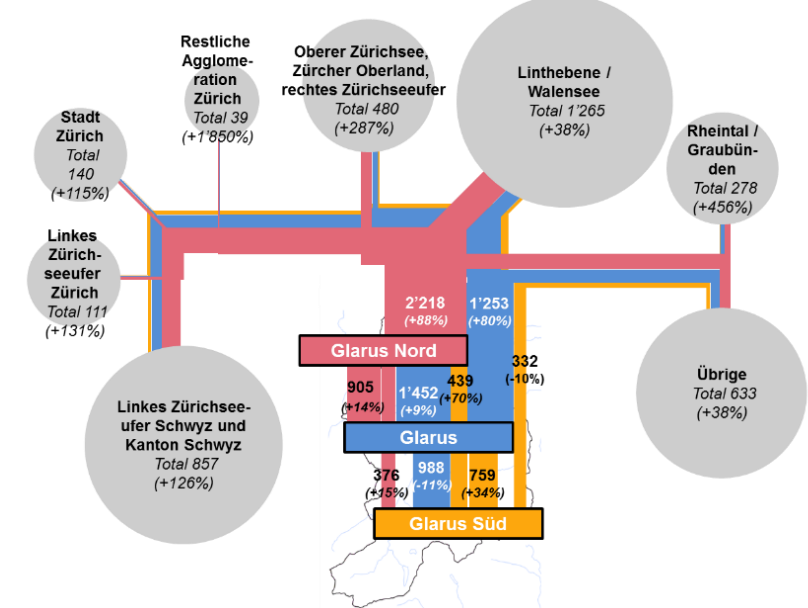 Restliche
Agglome-
ration
Zürich
Total 39
(+1'850%)
Oberer Zürichsee,
Zürcher Oberland,
rechtes Zürichseeufer
Total 480
(+287%)
Linthebene /
Walensee
Total 1'265
(+38%)
Stadt
Zürich
Total
140
(+115%)
Rheintal /
Graubün-
den
Total 278
(+456%)
Linkes
Zürich-
seeufer
Zürich
Total 111
(+131%)
2'218
(+88%)
1'253
(+80%)
Glarus Nord
332
(-10%)
905
(+14%)
1'452
(+9%)
439
(+70%)
Übrige
Total 633
(+38%)
Linkes Zürichsee-
ufer Schwyz und
Kanton Schwyz
Total 857
(+126%)
Glarus
376
(+15%)
988
(-11%)
759
(+34%)
Glarus Süd